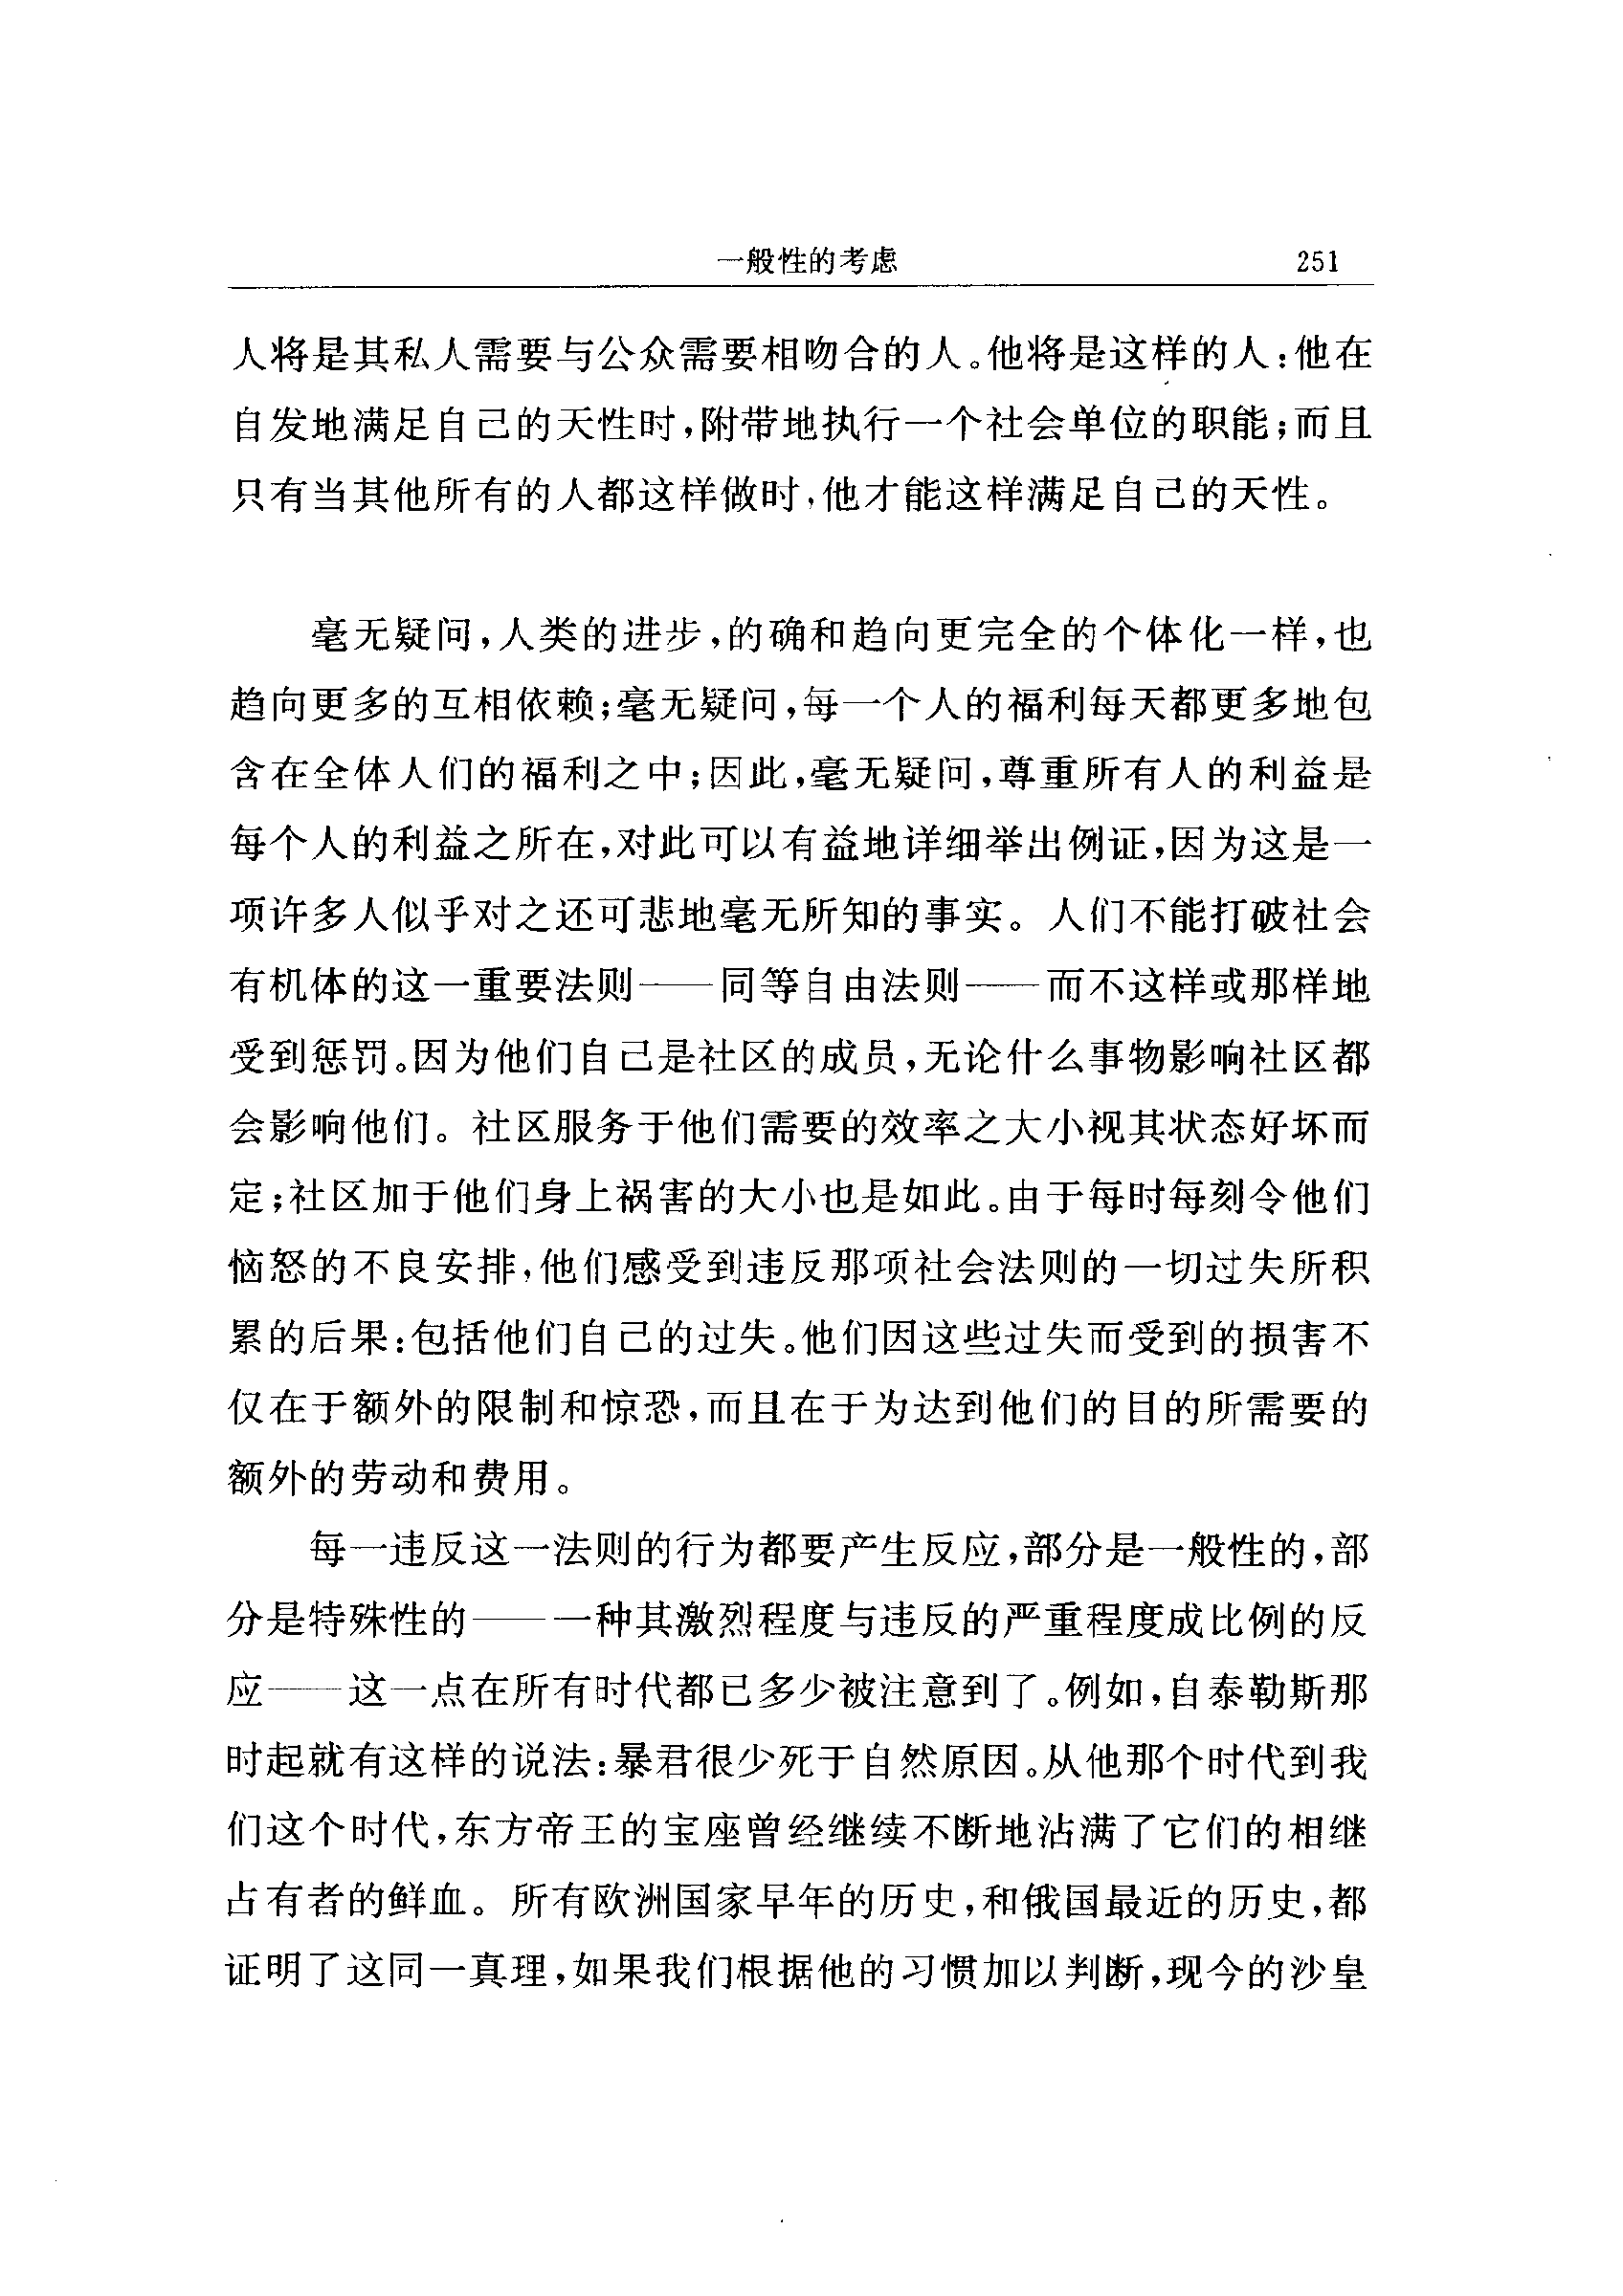 一般性的考虑 251
人将是其私人需要与公众需要相吻合的人。他将是这样的人：他在
自发地满足自己的天性时，附带地执行一个社会单位的职能；而且
只有当其他所有的人都这样做时，他才能这样满足自己的天性。
毫无疑问，人类的进步，的确和趋向更完全的个体化一样，也
趋向更多的互相依赖；毫无疑问，每一个人的福利每天都更多地包
含在全体人们的福利之中；因此，毫无疑问，尊重所有人的利益是
每个人的利益之所在，对此可以有益地详细举出例证，因为这是一
项许多人似乎对之还可悲地毫无所知的事实。人们不能打破社会
有机体的这一重要法则——同等自由法则——而不这样或那样地
受到惩罚。因为他们自己是社区的成员，无论什么事物影响社区都
会影响他们。社区服务于他们需要的效率之大小视其状态好坏而
定；社区加于他们身上祸害的大小也是如此。由于每时每刻令他们
恼怒的不良安排，他们感受到违反那项社会法则的一切过失所积
累的后果：包括他们自己的过失。他们因这些过失而受到的损害不
仅在于额外的限制和惊恐，而且在于为达到他们的目的所需要的
额外的劳动和费用。
每一违反这一法则的行为都要产生反应，部分是一般性的，部
分是特殊性的——一种其激烈程度与违反的严重程度成比例的反
应——这一点在所有时代都已多少被注意到了。例如，自泰勒斯那
时起就有这样的说法：暴君很少死于自然原因。从他那个时代到我
们这个时代，东方帝王的宝座曾经继续不断地沾满了它们的相继
占有者的鲜血。所有欧洲国家早年的历史，和俄国最近的历史，都
证明了这同一真理，如果我们根据他的习惯加以判断，现今的沙皇